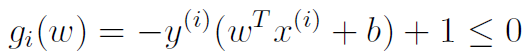 g_i(w) = −y^{(i)}(w^T x^{(i)} + b) + 1 ≤ 0